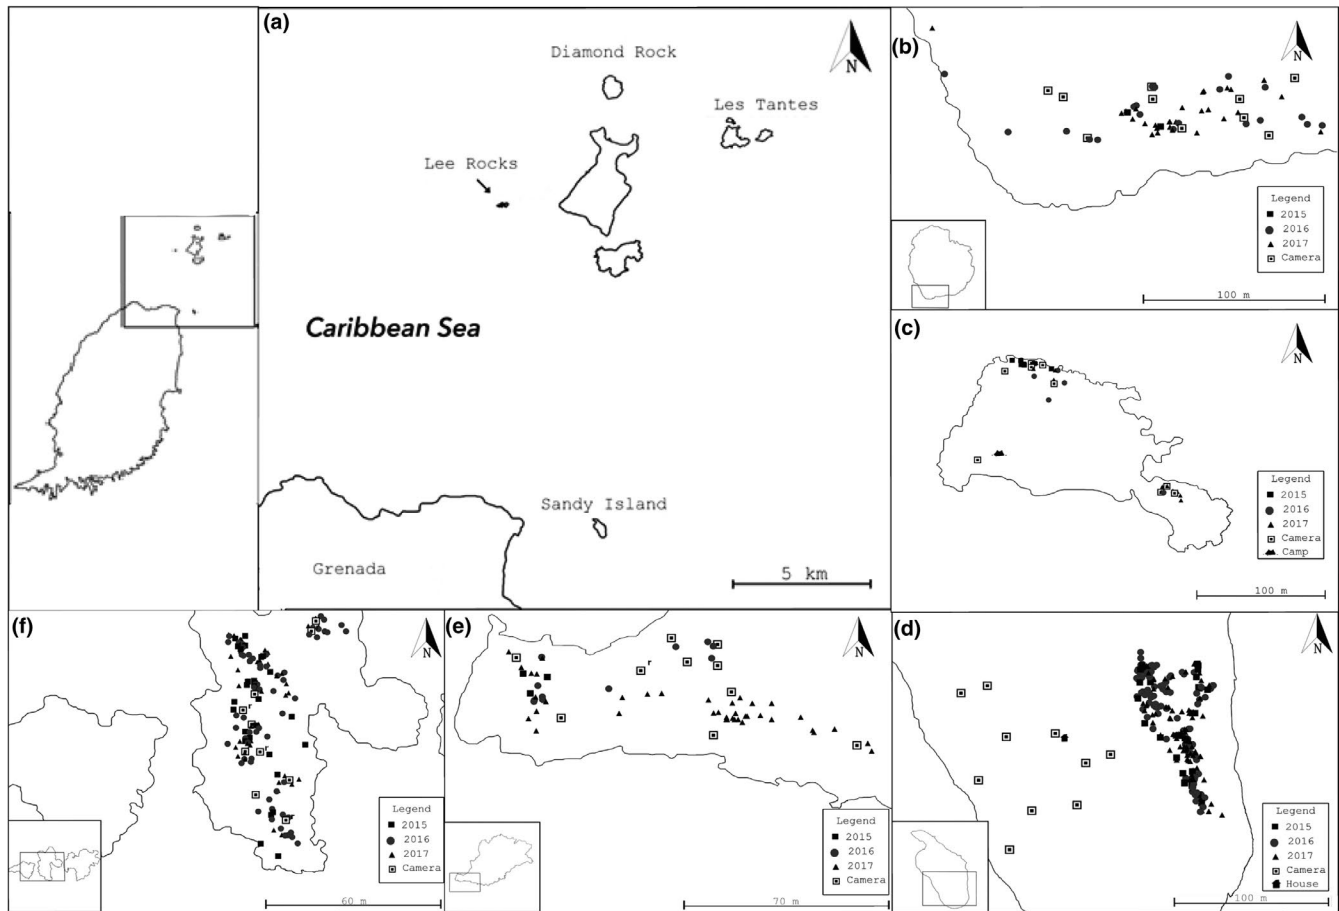 (a)
N
Diamond Rock
Les Tantes
Lee Rocks
Caribbean Sea
Sandy Island
Grenada
5 km
(b)
N
Legend
2015
2016
2017
Camera
100 m
(c)
N
Legend
2015
2016
2017
Camera
Camp
100 m
(f)
N
r
r
r
Legend
2015
2016
2017
Camera
60 m
(e)
N
r
Legend
2015
2016
2017
Camera
70 m
(d)
N
Legend
2015
2016
2017
Camera
House
100 m